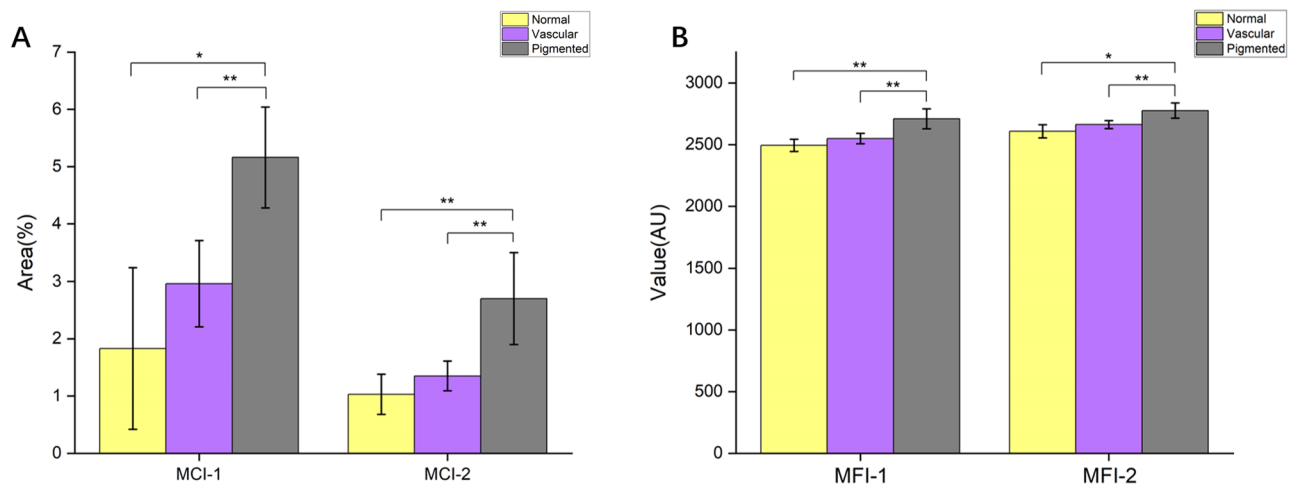 A
Normal
Vascular
Pigmented
7
6
5
4
3
2
1
0
Area(%)
*
**
**
**
MCI-1
MCI-2
B
Normal
Vascular
Pigmented
3000
2500
2000
1500
1000
500
0
Value(AU)
**
**
*
**
MFI-1
MFI-2